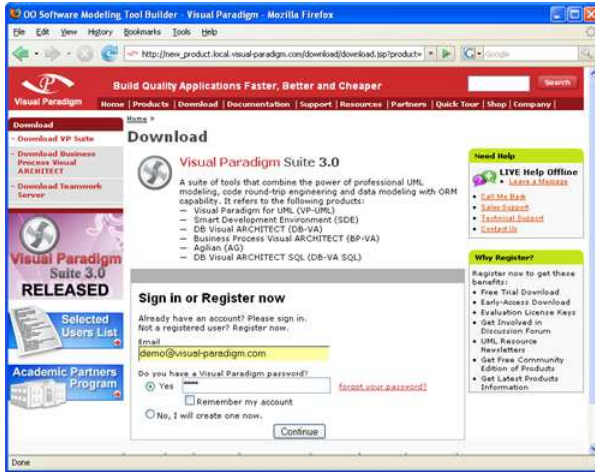 OO Software Modeling Tool Builder - Visual Paradigm - Mozilla Firefox
File Edit View History Bookmarks Tools Help
http://new_product.local.visual-paradigm.com/download/download.jsp?product=
Google
Visual Paradigm
Build Quality Applications Faster, Better and Cheaper
Search
Home | Products | Download | Documentation | Support | Resources | Partners | Quick Tour | Shop | Company |
Download
- Download VP Suite
- Download Business
Process Visual
ARCHITECT
- Download Teamwork
Server
Visual Paradigm
Suite 3.0
RELEASED
Selected
Users List
Academic Partners
Program
Home »
Download
Visual Paradigm Suite 3.0
A suite of tools that combine the power of professional UML
modeling, code round-trip engineering and data modeling with ORM
capability. It refers to the following products:
— Visual Paradigm for UML (VP-UML)
— Smart Development Environment (SDE)
— DB Visual ARCHITECT (DB-VA)
— Business Process Visual ARCHITECT (BP-VA)
— Agilian (AG)
— DB Visual ARCHITECT SQL (DB-VA SQL)
Sign in or Register now
Already have an account? Please sign in.
Not a registered user? Register now.
Email
demo@visual-paradigm.com
Do you have a Visual Paradigm password?
Yes ****
forgot your password?
Remember my account
No, I will create one now.
Continue
Need Help
LIVE Help Offline
Leave a Message
• Call Me Back
• Sales Support
• Technical Support
• Contact Us
Why Register?
Register now to get these
benefits:
• Free Trial Download
• Early-Access Download
• Evaluation License Keys
• Get Involved in
Discussion Forum
• UML Resource
Newsletters
• Get Free Community
Edition of Products
• Get Latest Products
Information
Done